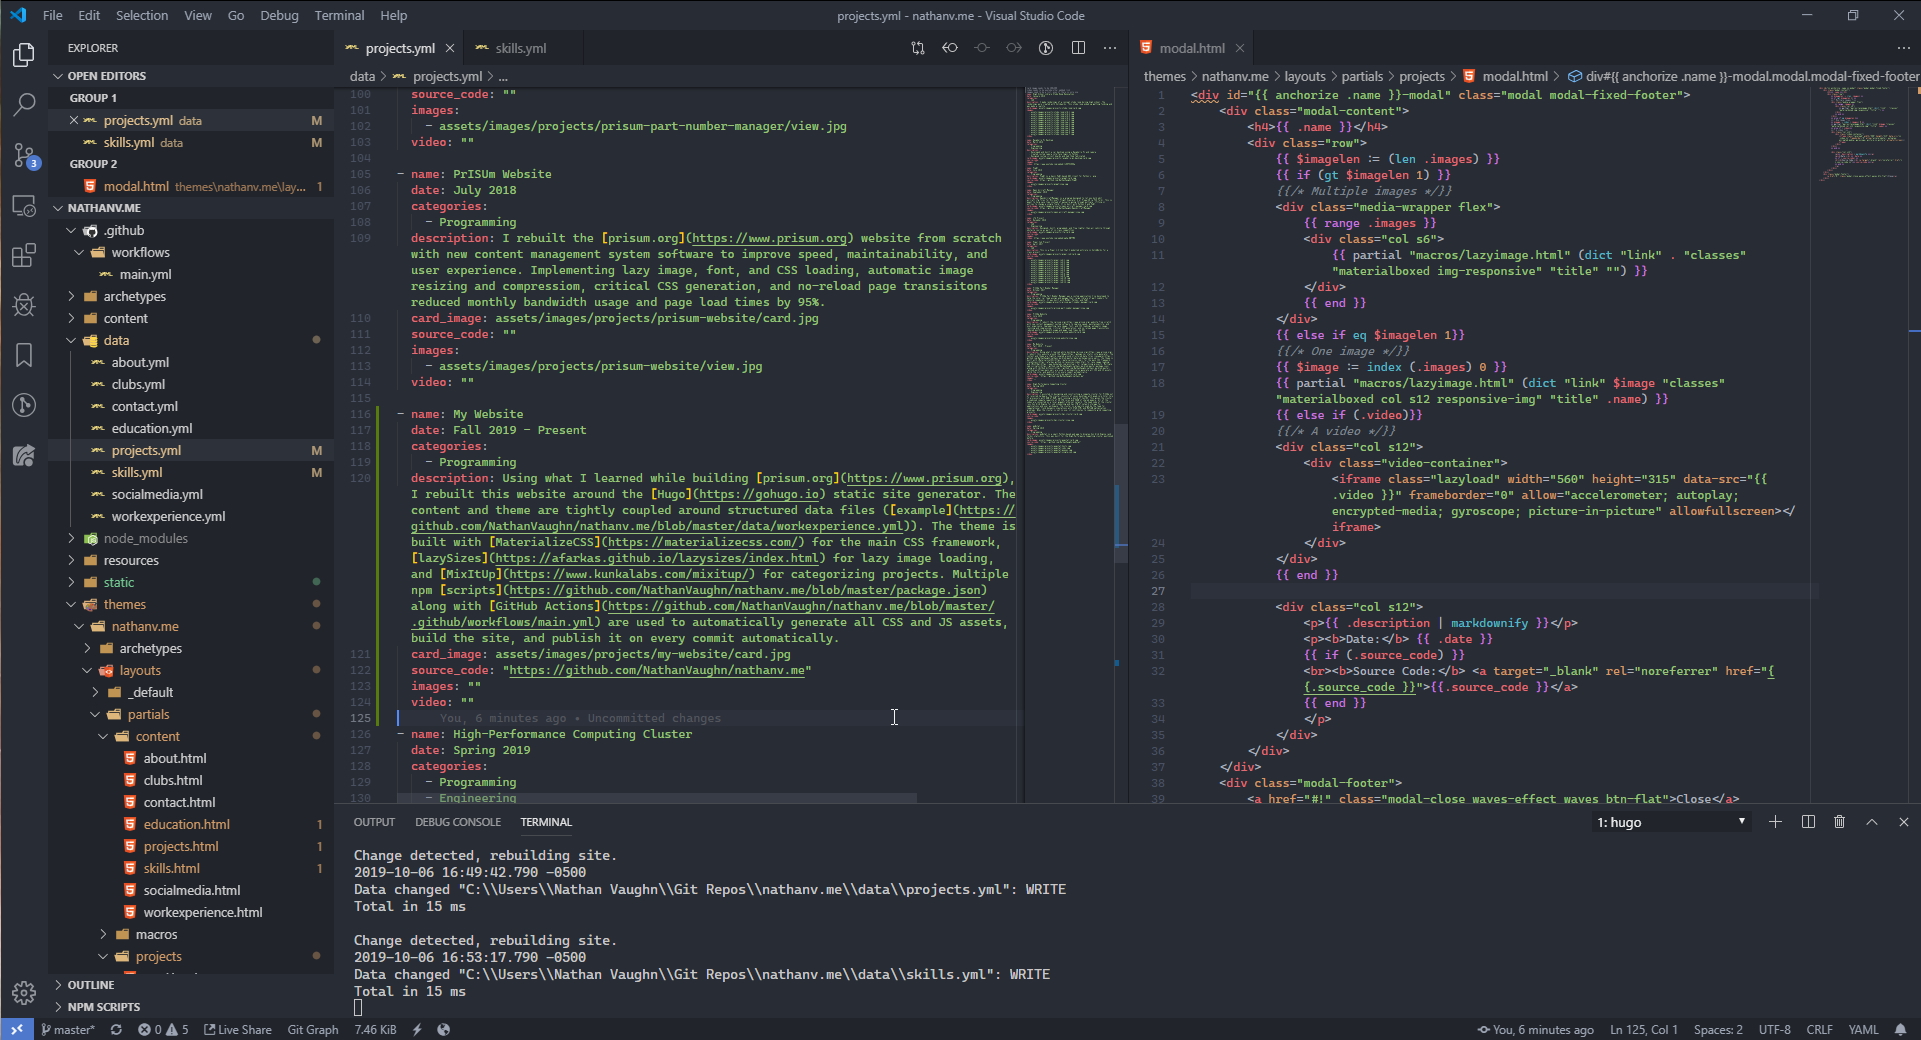 File Edit Selection View Go Debug Terminal Help
projects.yml - nathanv.me - Visual Studio Code
EXPLORER
OPEN EDITORS
GROUP 1
projects.yml data M
skills.yml data M
GROUP 2
modal.html themes\nathanv.me\lay... 1
NATHANV.ME
.github
workflows
main.yml
archetypes
content
data
about.yml
clubs.yml
contact.yml
education.yml
projects.yml M
skills.yml M
socialmedia.yml
workexperience.yml
node_modules
resources
static
themes
nathanv.me
archetypes
layouts
_default
partials
content
about.html
clubs.html
contact.html
education.html 1
projects.html 1
skills.html 1
socialmedia.html
workexperience.html
macros
projects
OUTLINE
NPM SCRIPTS
3
projects.yml skills.yml
data > projects.yml > ...
100 source_code: ""
101 images:
102 - assets/images/projects/prisum-part-number-manager/view.jpg
103 video: ""
104
105 - name: PrISUm Website
106 date: July 2018
107 categories:
108 - Programming
109 description: I rebuilt the [prisum.org](https://www.prisum.org) website from scratch
with new content management system software to improve speed, maintainability, and
user experience. Implementing lazy image, font, and CSS loading, automatic image
resizing and compression, critical CSS generation, and no-reload page transisitons
reduced monthly bandwidth usage and page load times by 95%.
110 card_image: assets/images/projects/prisum-website/card.jpg
111 source_code: ""
112 images:
113 - assets/images/projects/prisum-website/view.jpg
114 video: ""
115
116 - name: My Website
117 date: Fall 2019 - Present
118 categories:
119 - Programming
120 description: Using what I learned while building [prisum.org](https://www.prisum.org),
I rebuilt this website around the [Hugo](https://gohugo.io) static site generator. The
content and theme are tightly coupled around structured data files ([example](https://
github.com/NathanVaughn/nathanv.me/blob/master/data/workexperience.yml)). The theme is
built with [MaterializeCSS](https://materializecss.com/) for the main CSS framework,
[lazySizes](https://afarkas.github.io/lazysizes/index.html) for lazy image loading,
and [MixItUp](https://www.kunkalabs.com/mixitup/) for categorizing projects. Multiple
npm [scripts](https://github.com/NathanVaughn/nathanv.me/blob/master/package.json)
along with [GitHub Actions](https://github.com/NathanVaughn/nathanv.me/blob/master/
.github/workflows/main.yml) are used to automatically generate all CSS and JS assets,
build the site, and publish it on every commit automatically.
121 card_image: assets/images/projects/my-website/card.jpg
122 source_code: "https://github.com/NathanVaughn/nathanv.me"
123 images: ""
124 video: ""
125 You, 6 minutes ago • Uncommitted changes
126 - name: High-Performance Computing Cluster
127 date: Spring 2019
128 categories:
129 - Programming
130 - Engineering
modal.html
themes > nathanv.me > layouts > partials > projects > modal.html > div#{{ anchorize .name }}-modal.modal.modal-fixed-footer
1 <div id="{{ anchorize .name }}-modal" class="modal modal-fixed-footer">
2 <div class="modal-content">
3 <h4>{{ .name }}</h4>
4 <div class="row">
5 {{ $imagelen := (len .images) }}
6 {{ if (gt $imagelen 1) }}
7 {{/* Multiple images */}}
8 <div class="media-wrapper flex">
9 {{ range .images }}
10 <div class="col s6">
11 {{ partial "macros/lazyimage.html" (dict "link" . "classes"
"materialboxed img-responsive" "title" "") }}
12 </div>
13 {{ end }}
14 </div>
15 {{ else if eq $imagelen 1}}
16 {{/* One image */}}
17 {{ $image := index (.images) 0 }}
18 {{ partial "macros/lazyimage.html" (dict "link" $image "classes"
"materialboxed col s12 responsive-img" "title" .name) }}
19 {{ else if (.video)}}
20 {{/* A video */}}
21 <div class="col s12">
22 <div class="video-container">
23 <iframe class="lazyload" width="560" height="315" data-src="{{
.video }}" frameborder="0" allow="accelerometer; autoplay;
encrypted-media; gyroscope; picture-in-picture" allowfullscreen></
iframe>
24 </div>
25 </div>
26 {{ end }}
27
28 <div class="col s12">
29 <p>{{ .description | markdownify }}</p>
30 <p><b>Date:</b> {{ .date }}
31 {{ if (.source_code) }}
32 <br><b>Source Code:</b> <a target="_blank" rel="noreferrer" href="{
{.source_code }}">{{.source_code }}</a>
33 {{ end }}
34 </p>
35 </div>
36 </div>
37 </div>
38 <div class="modal-footer">
39 <a href="#!" class="modal-close waves-effect waves btn-flat">Close</a>
OUTPUT DEBUG CONSOLE TERMINAL
1: hugo
Change detected, rebuilding site.
2019-10-06 16:49:42.790 -0500
Data changed "C:\\Users\\Nathan Vaughn\\Git Repos\\nathanv.me\\data\\projects.yml": WRITE
Total in 15 ms
Change detected, rebuilding site.
2019-10-06 16:53:17.790 -0500
Data changed "C:\\Users\\Nathan Vaughn\\Git Repos\\nathanv.me\\data\\skills.yml": WRITE
Total in 15 ms
master* 0 5 Live Share Git Graph 7.46 KiB
You, 6 minutes ago Ln 125, Col 1 Spaces: 2 UTF-8 CRLF YAML